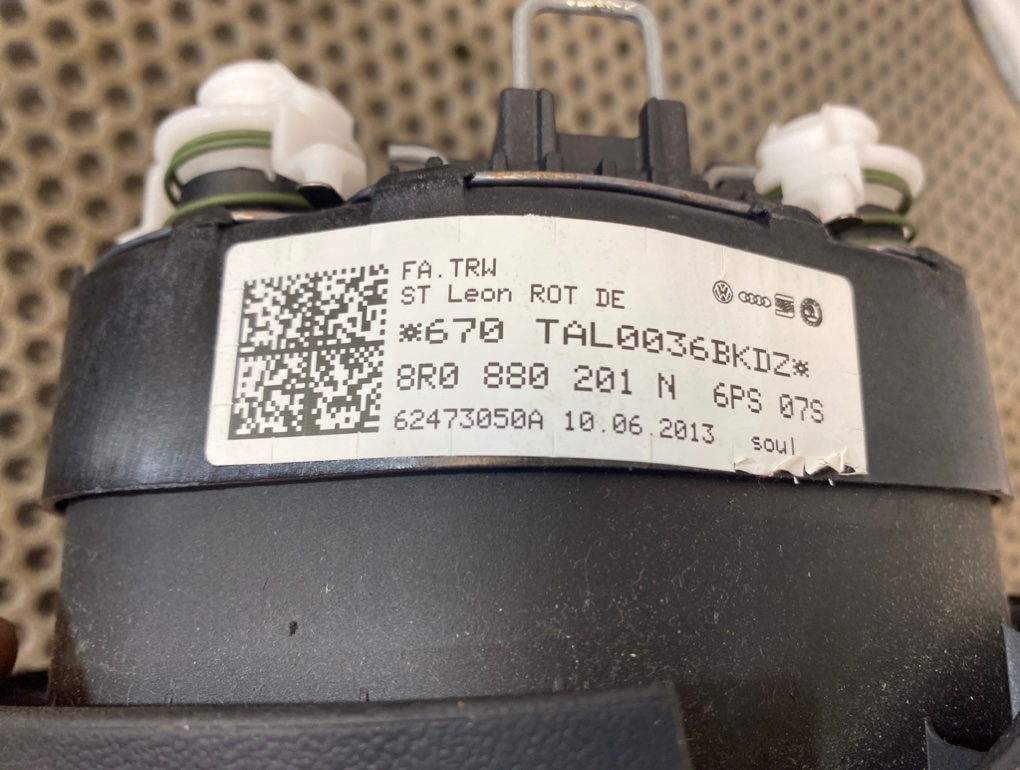 FA.TRW
ST Leon ROT DE
*670 TAL0036BKDZ*
8R0 880 201 N 6PS 07S
62473050A 10.06.2013 soul